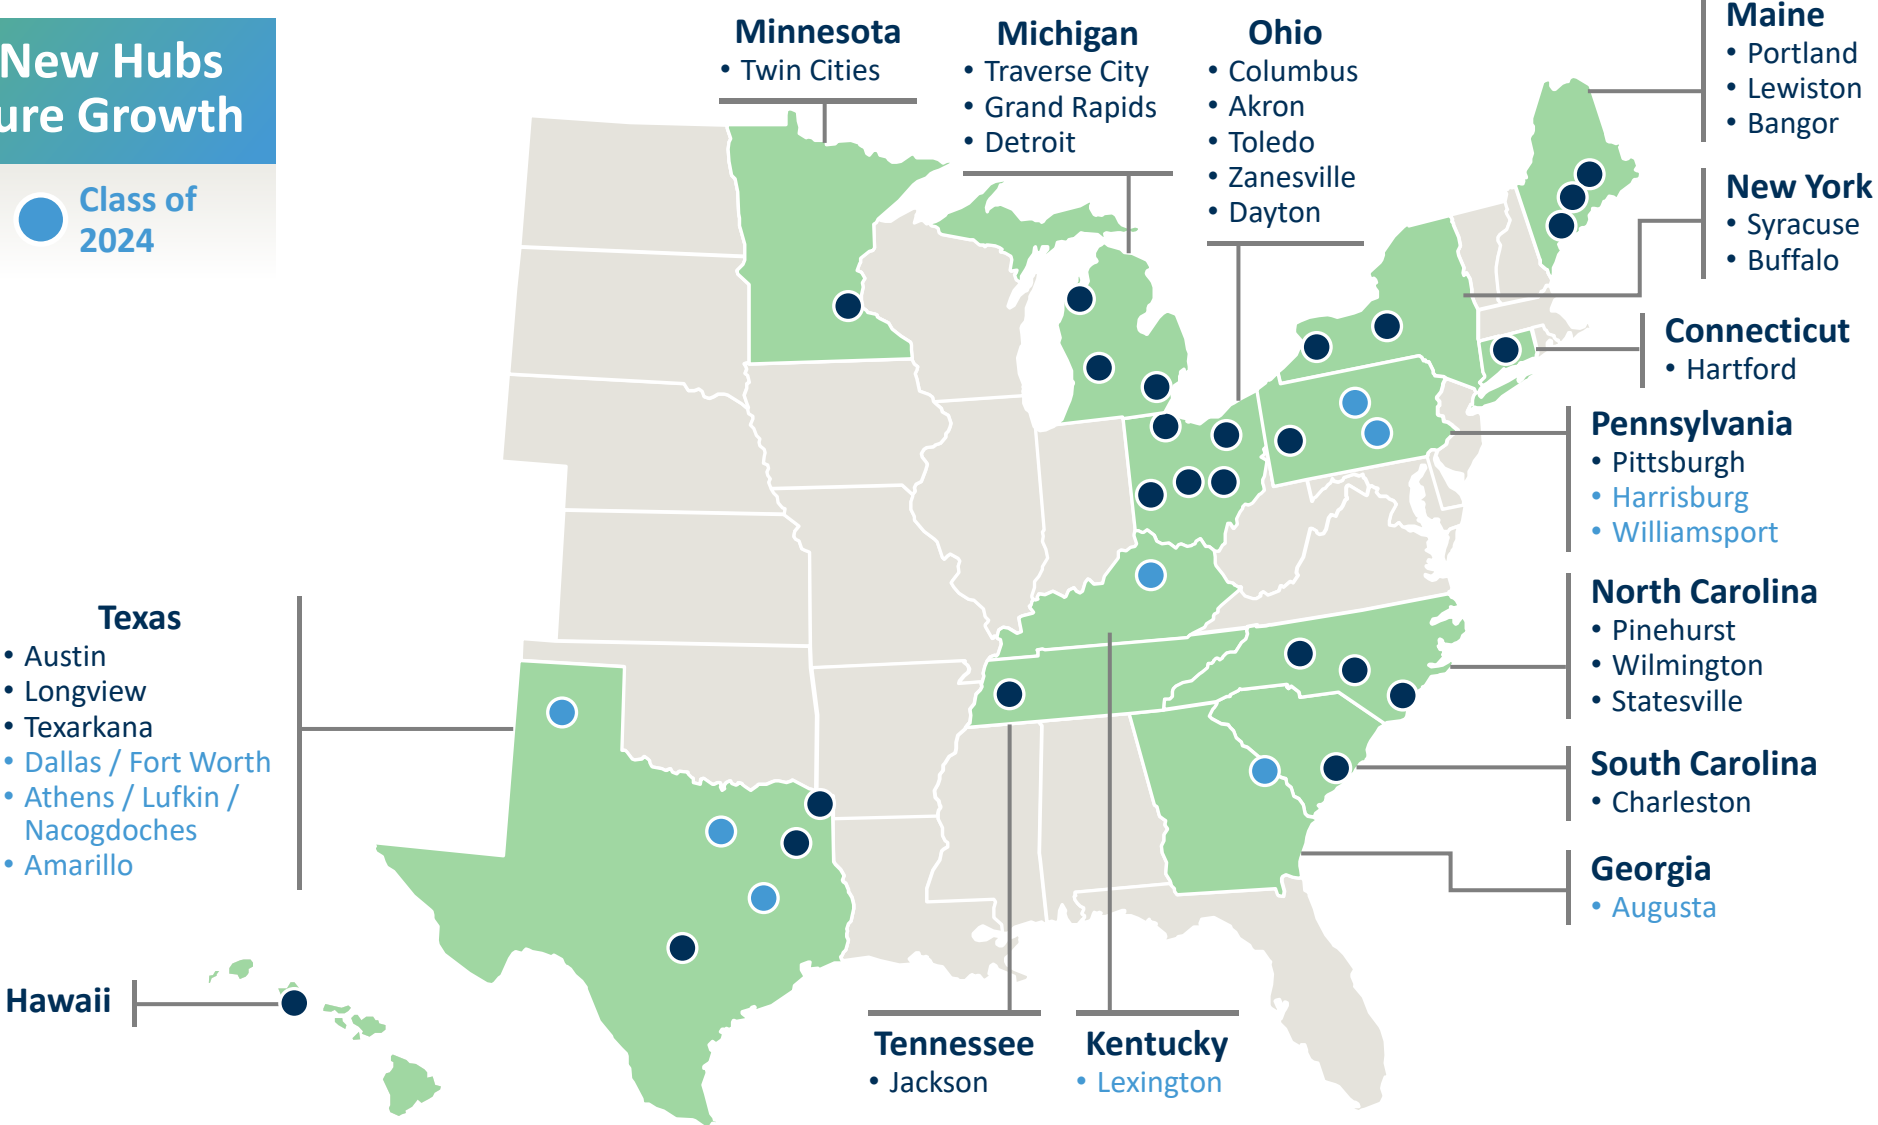 New Hubs
ure Growth
Class of
2024
Minnesota
• Twin Cities
Michigan
• Traverse City
• Grand Rapids
• Detroit
Ohio
• Columbus
• Akron
• Toledo
• Zanesville
• Dayton
Maine
• Portland
• Lewiston
• Bangor
New York
• Syracuse
• Buffalo
Connecticut
• Hartford
Pennsylvania
• Pittsburgh
• Harrisburg
• Williamsport
North Carolina
• Pinehurst
• Wilmington
• Statesville
South Carolina
• Charleston
Georgia
• Augusta
Texas
• Austin
• Longview
• Texarkana
• Dallas / Fort Worth
• Athens / Lufkin /
Nacogdoches
• Amarillo
Hawaii
Tennessee
• Jackson
Kentucky
• Lexington